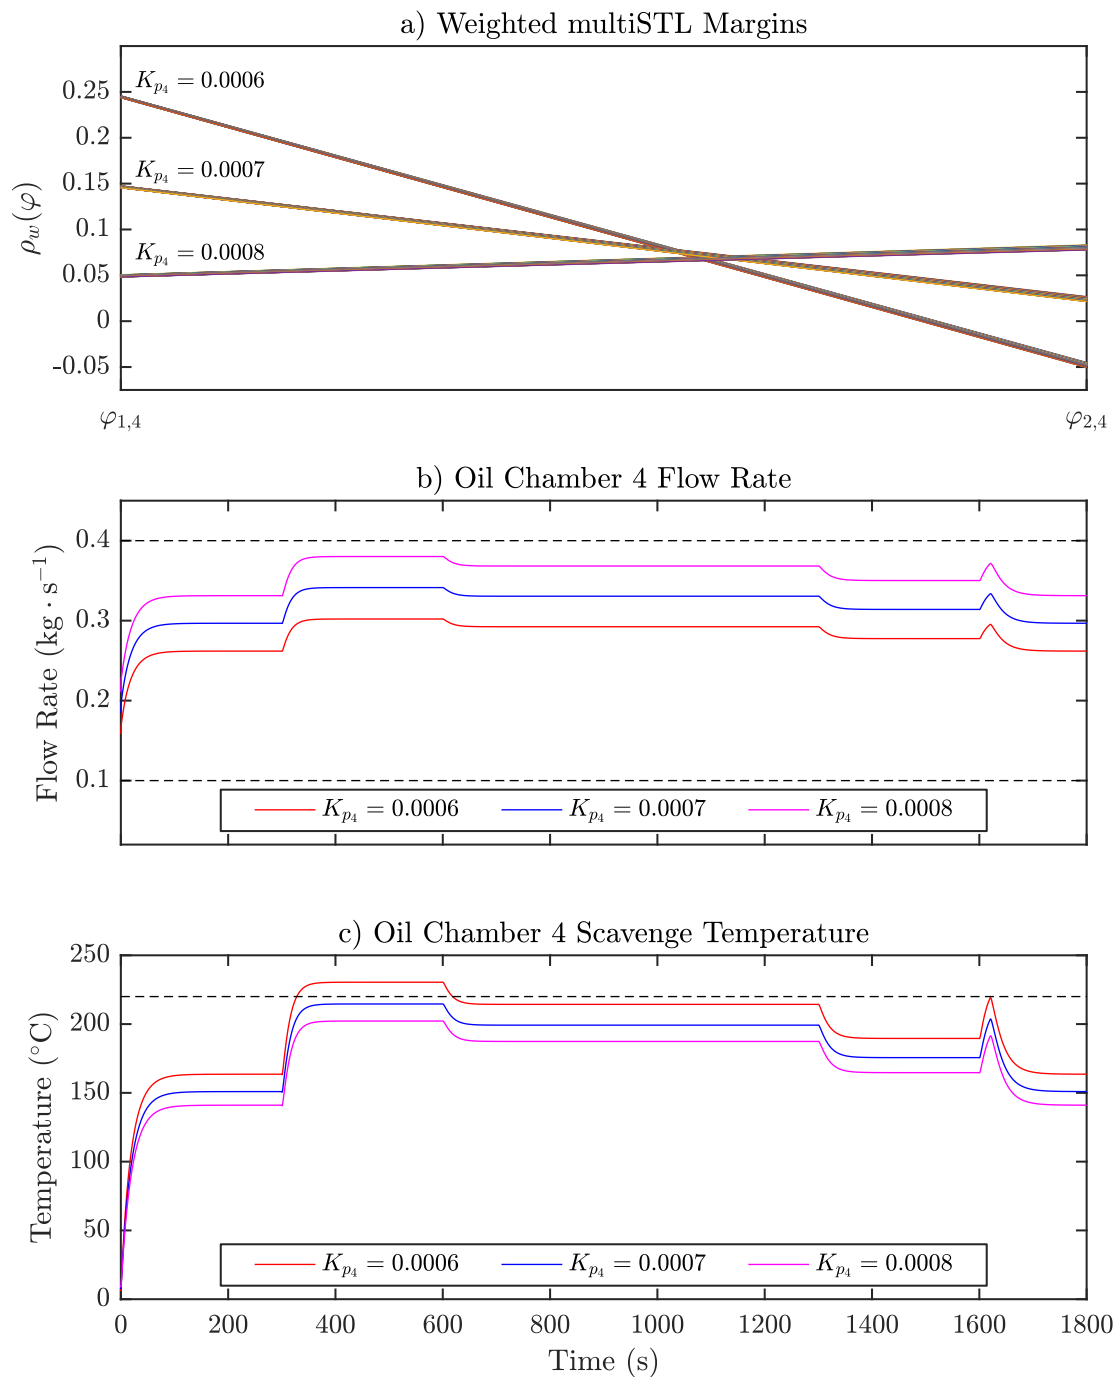 a) Weighted multiSTL Margins
0.25
0.2
0.15
0.1
0.05
0
-0.05
ρ_w(φ)
K_{p_4} = 0.0006
K_{p_4} = 0.0007
K_{p_4} = 0.0008
φ_{1,4}
φ_{2,4}
b) Oil Chamber 4 Flow Rate
0.4
0.3
0.2
0.1
Flow Rate (kg · s⁻¹)
K_{p_4} = 0.0006 K_{p_4} = 0.0007 K_{p_4} = 0.0008
c) Oil Chamber 4 Scavenge Temperature
250
200
150
100
50
0
Temperature (°C)
K_{p_4} = 0.0006 K_{p_4} = 0.0007 K_{p_4} = 0.0008
0 200 400 600 800 1000 1200 1400 1600 1800
Time (s)